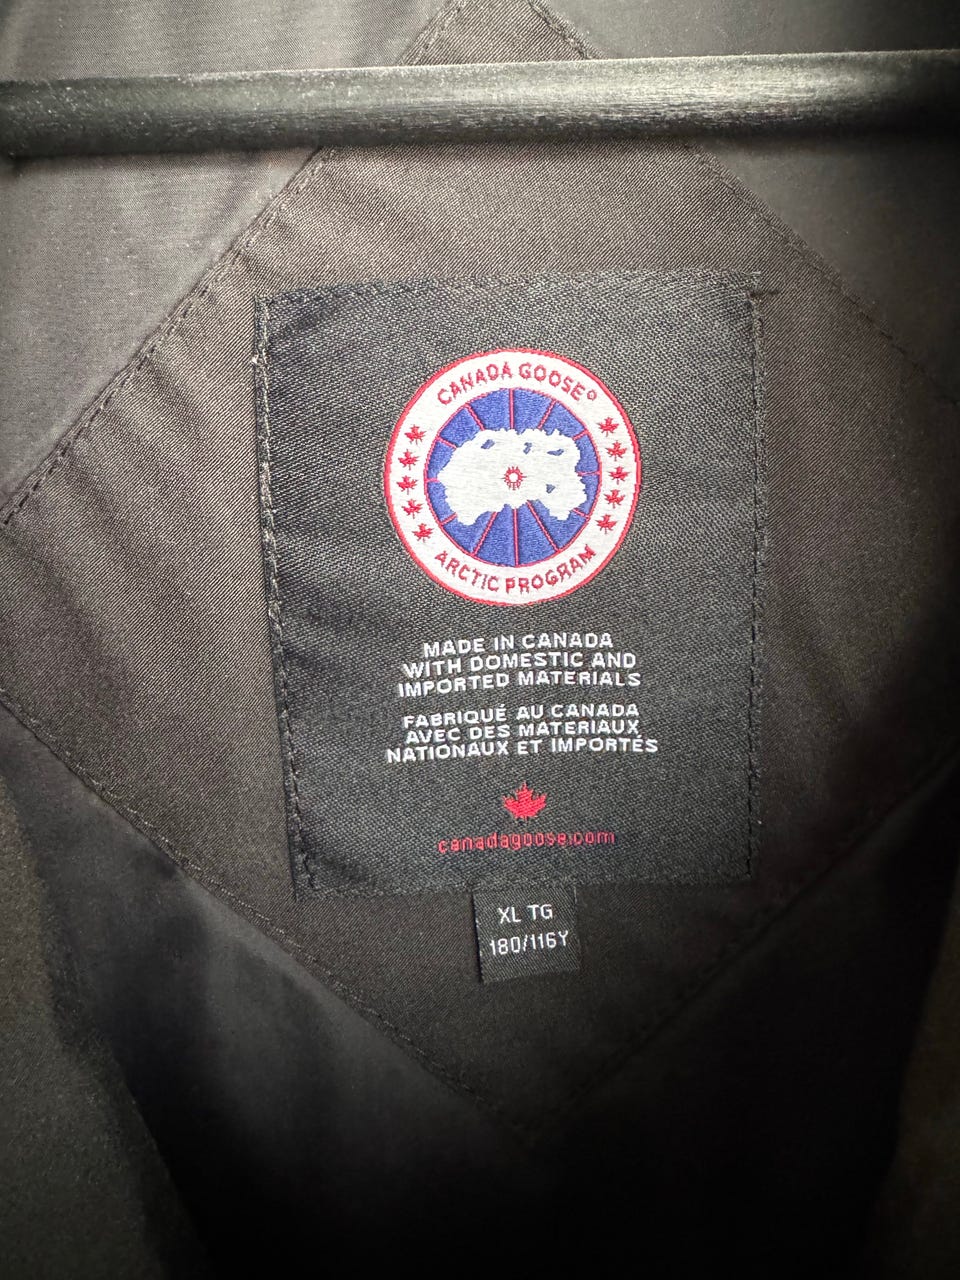 CANADA GOOSE®
ARCTIC PROGRAM
MADE IN CANADA
WITH DOMESTIC AND
IMPORTED MATERIALS
FABRIQUÉ AU CANADA
AVEC DES MATERIAUX
NATIONAUX ET IMPORTÉS
canadagoose.com
XL TG
180/116Y